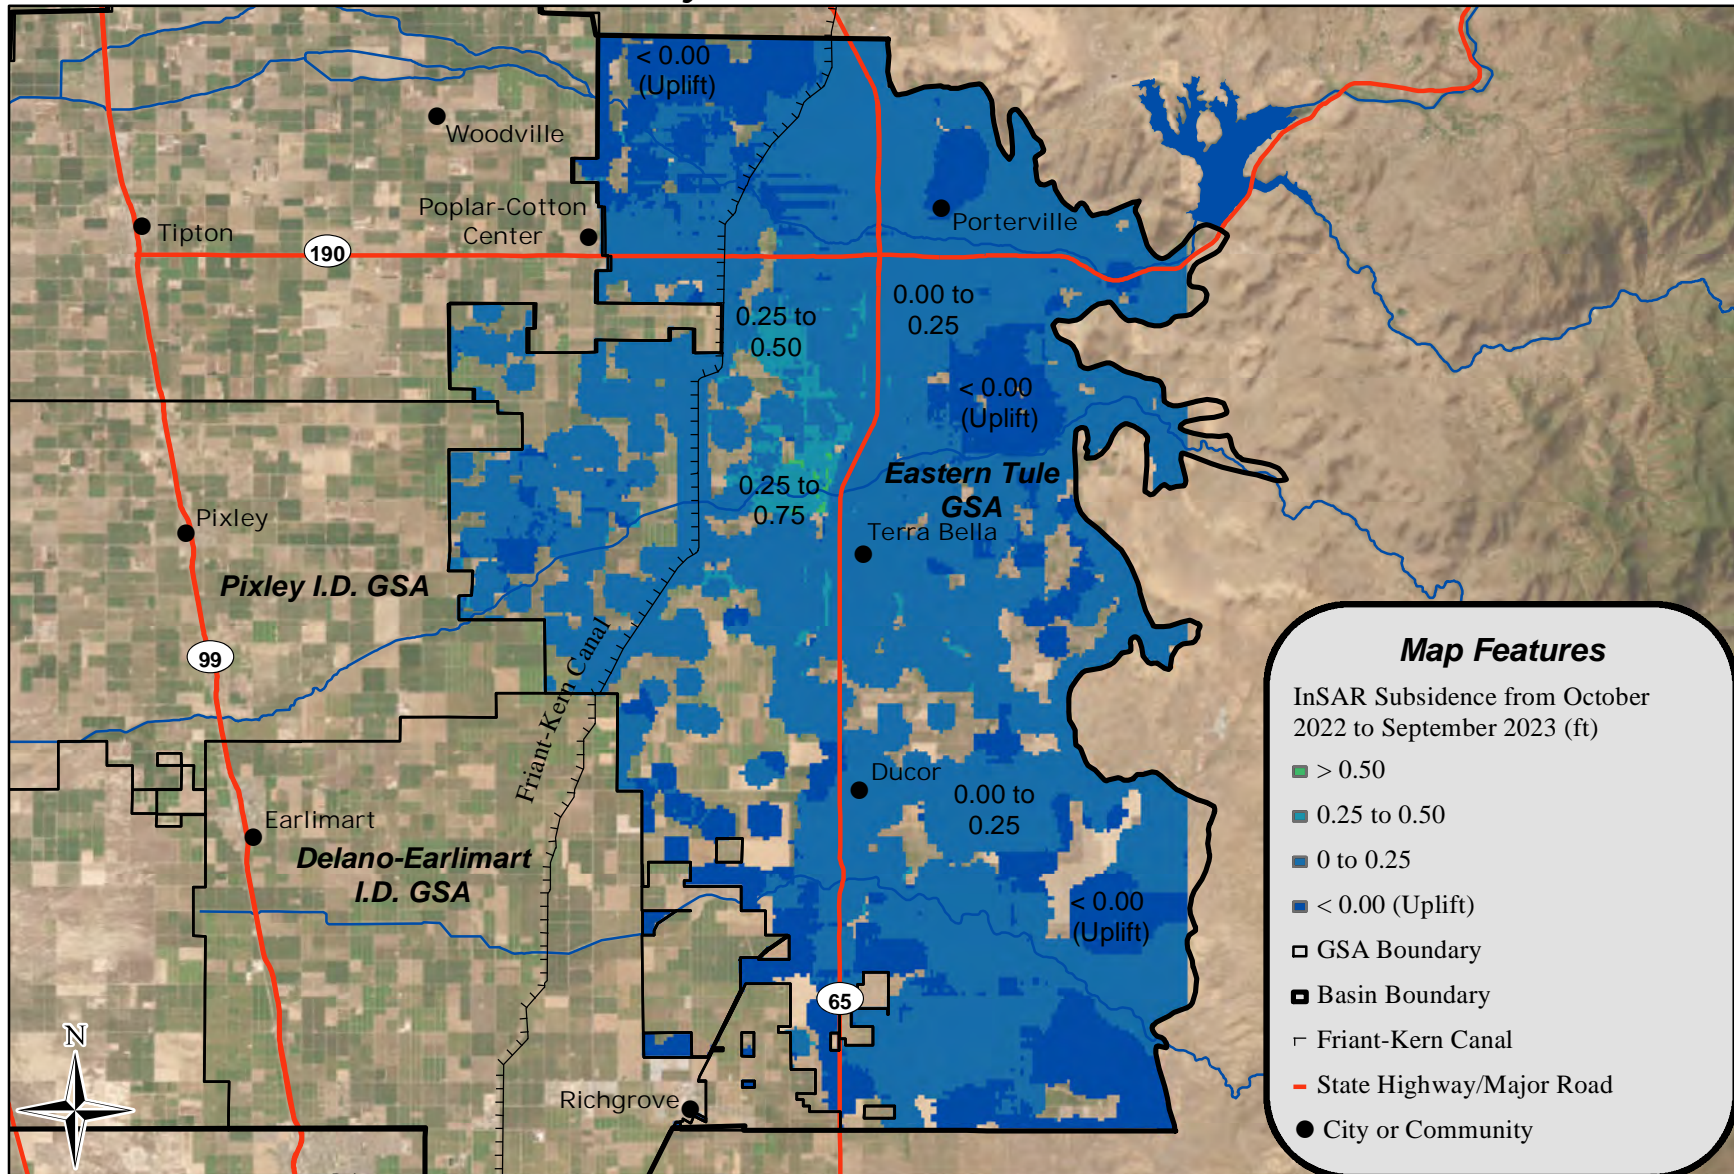 < 0.00
(Uplift)
Woodville
Poplar-Cotton
Center
Tipton
190
Porterville
0.25 to
0.50
0.00 to
0.25
< 0.00
(Uplift)
Eastern Tule
GSA
0.25 to
0.75
Terra Bella
Pixley
Pixley I.D. GSA
99
Friant-Kern Canal
Ducor
0.00 to
0.25
Earlimart
Delano-Earlimart
I.D. GSA
< 0.00
(Uplift)
65
Richgrove
N
Map Features
InSAR Subsidence from October
2022 to September 2023 (ft)
> 0.50
0.25 to 0.50
0 to 0.25
< 0.00 (Uplift)
GSA Boundary
Basin Boundary
Friant-Kern Canal
State Highway/Major Road
City or Community